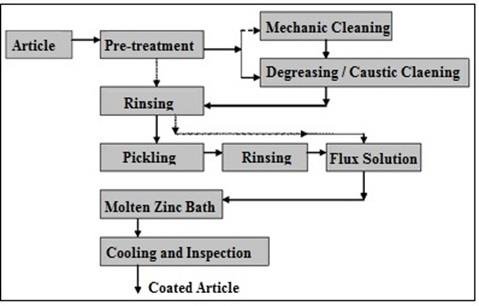 Mechanic Cleaning
Article
Pre-treatment
Degreasing / Caustic Claening
Rinsing
Pickling
Rinsing
Flux Solution
Molten Zinc Bath
Cooling and Inspection
Coated Article